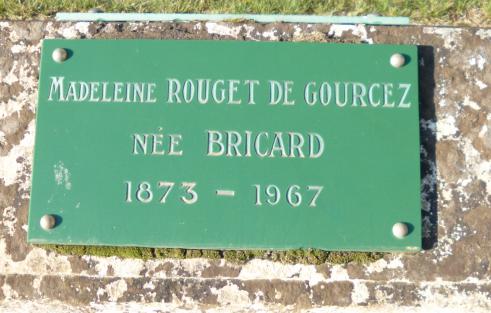 MADELEINE ROUGET DE GOURCEZ
NÉE BRICARD
1873 - 1967